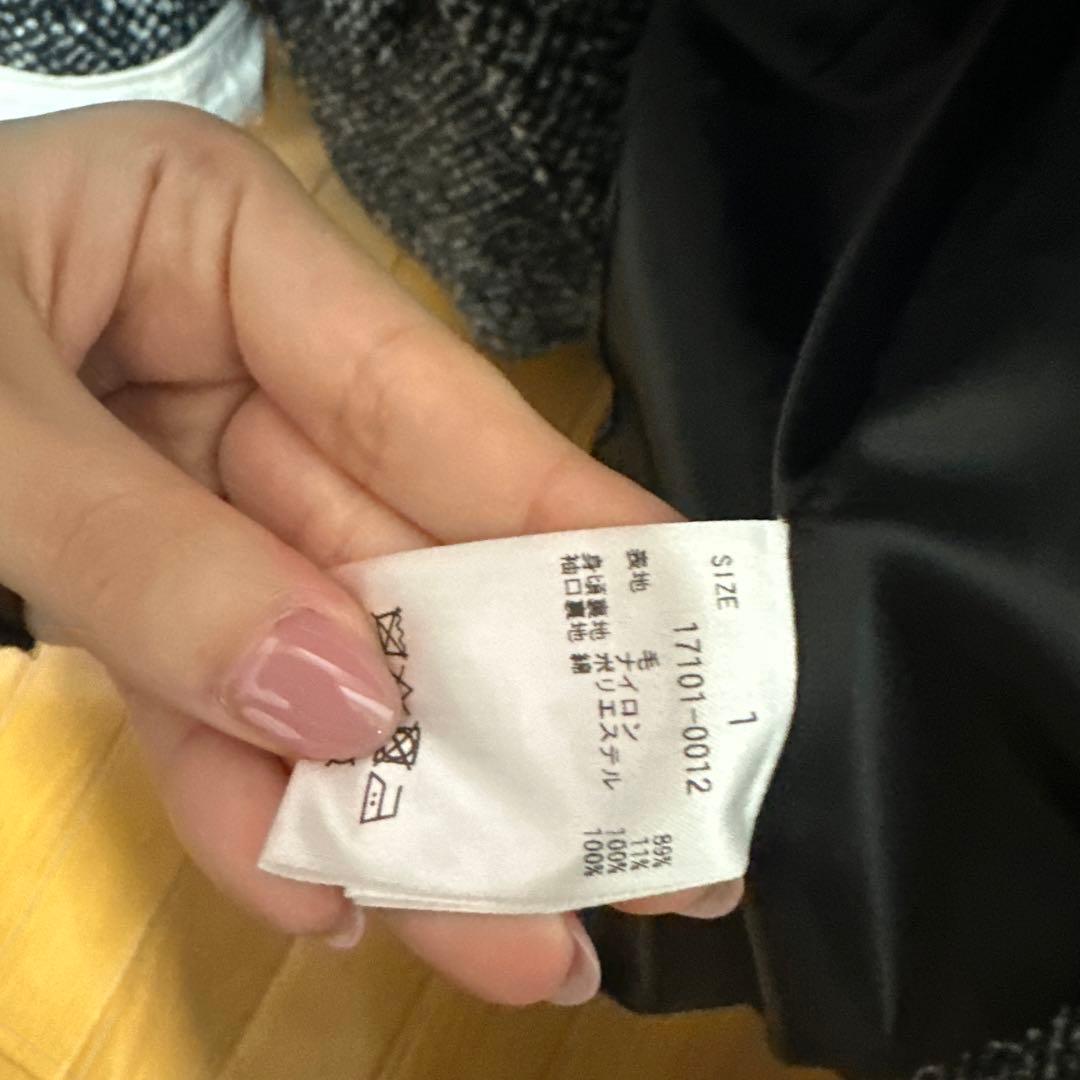 SIZE 1
17101-0012
表地 毛 89%
ナイロン 11%
身頃裏地 ポリエステル 100%
袖口裏地 綿 100%